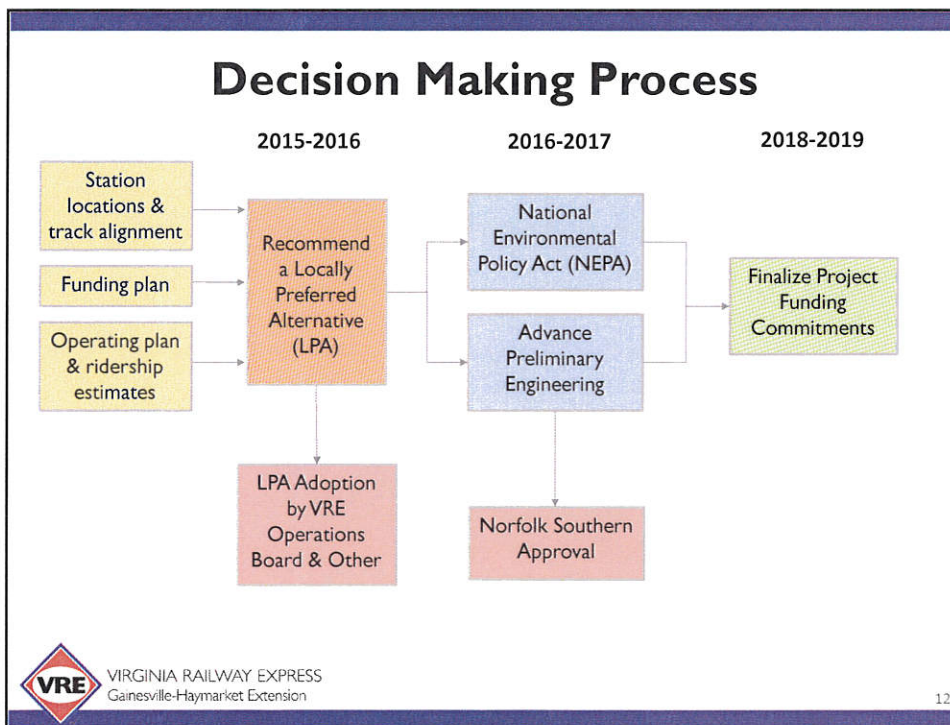 Decision Making Process
2015-2016
2016-2017
2018-2019
Station
locations &
track alignment
Funding plan
Operating plan
& ridership
estimates
Recommend
a Locally
Preferred
Alternative
(LPA)
LPA Adoption
by VRE
Operations
Board & Other
National
Environmental
Policy Act (NEPA)
Advance
Preliminary
Engineering
Norfolk Southern
Approval
Finalize Project
Funding
Commitments
VRE
VIRGINIA RAILWAY EXPRESS
Gainesville-Haymarket Extension
12